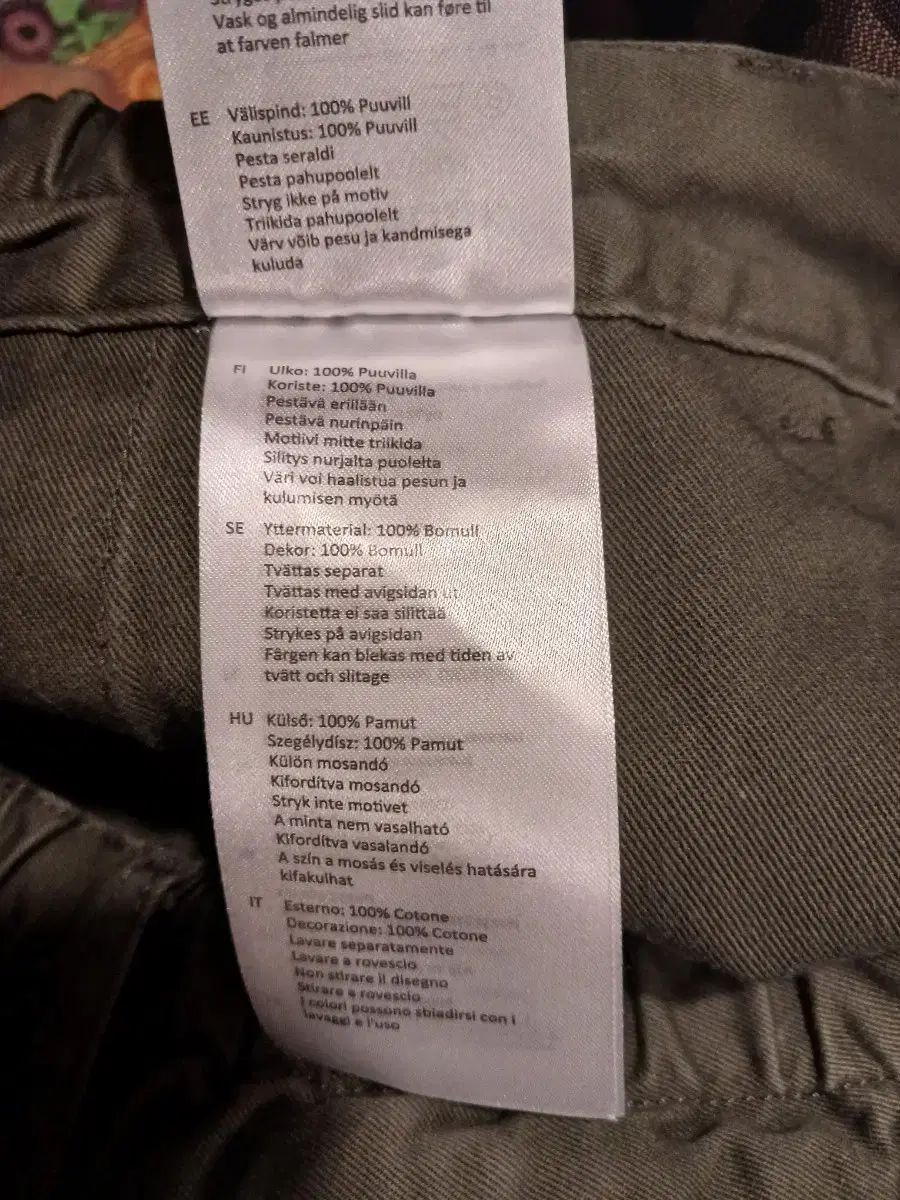 Vask og almindelig slid kan føre til
at farven falmer
EE Välispind: 100% Puuvill
Kaunistus: 100% Puuvill
Pesta seraldi
Pesta pahupoolelt
Stryg ikke på motiv
Triikida pahupoolelt
Värv võib pesu ja kandmisega
kuluda
FI Ulko: 100% Puuvilla
Koriste: 100% Puuvilla
Pestävä erillään
Pestävä nurinpäin
Motiivi mitte triikida
Silitys nurjalta puolelta
Väri voi haalistua pesun ja
kulumisen myötä
SE Yttermaterial: 100% Bomull
Dekor: 100% Bomull
Tvättas separat
Tvättas med avigsidan ut
Koristetta ei saa silittää
Strykes på avigsidan
Färgen kan blekas med tiden av
tvätt och slitage
HU Külső: 100% Pamut
Szegélydísz: 100% Pamut
Külön mosandó
Kifordítva mosandó
Stryk inte motivet
A minta nem vasalható
Kifordítva vasalandó
A szín a mosás és viselés hatására
kifakulhat
IT Esterno: 100% Cotone
Decorazione: 100% Cotone
Lavare separatamente
Lavare a rovescio
Non stirare il disegno
Stirare a rovescio
I colori possono sbiadirsi con i
lavaggi e l'uso